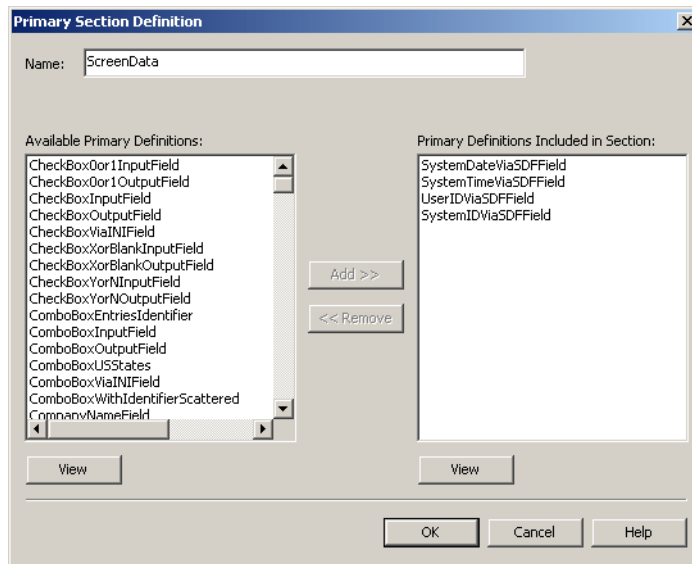 Primary Section Definition
Name: ScreenData
Available Primary Definitions:
CheckBox0or1InputField
CheckBox0or1OutputField
CheckBoxInputField
CheckBoxOutputField
CheckBoxViaINIField
CheckBoxXorBlankInputField
CheckBoxXorBlankOutputField
CheckBoxYorNInputField
CheckBoxYorNOutputField
ComboBoxEntriesIdentifier
ComboBoxInputField
ComboBoxOutputField
ComboBoxUSStates
ComboBoxViaINIField
ComboBoxWithIdentifierScattered
CompanyNameField
View
Add >>
<< Remove
Primary Definitions Included in Section:
SystemDateViaSDFField
SystemTimeViaSDFField
UserIDViaSDFField
SystemIDViaSDFField
View
OK Cancel Help